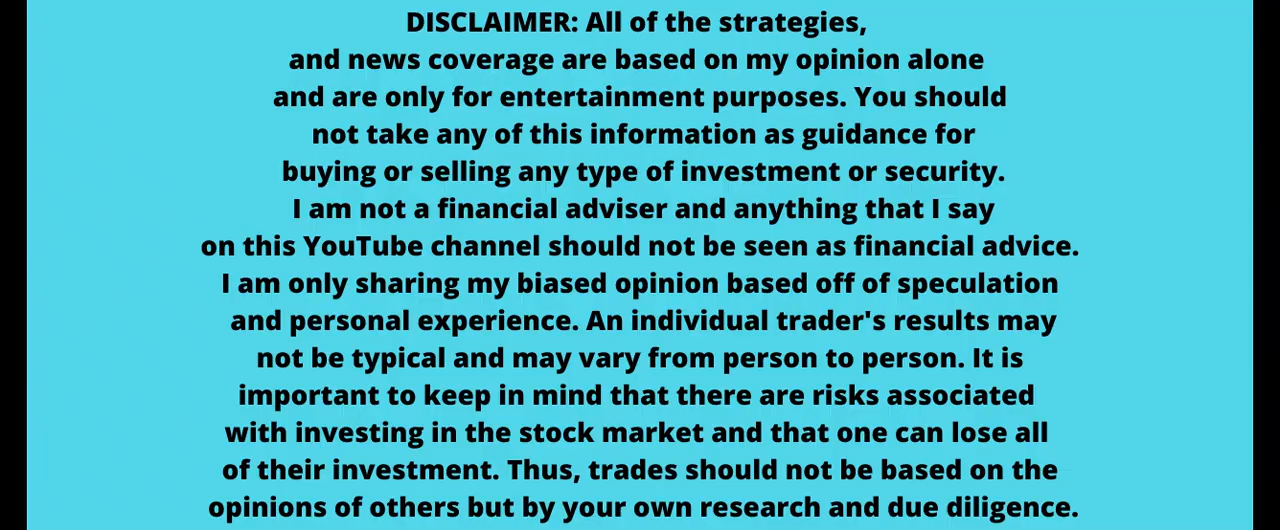 DISCLAIMER: All of the strategies,
and news coverage are based on my opinion alone
and are only for entertainment purposes. You should
not take any of this information as guidance for
buying or selling any type of investment or security.
I am not a financial adviser and anything that I say
on this YouTube channel should not be seen as financial advice.
I am only sharing my biased opinion based off of speculation
and personal experience. An individual trader's results may
not be typical and may vary from person to person. It is
important to keep in mind that there are risks associated
with investing in the stock market and that one can lose all
of their investment. Thus, trades should not be based on the
opinions of others but by your own research and due diligence.